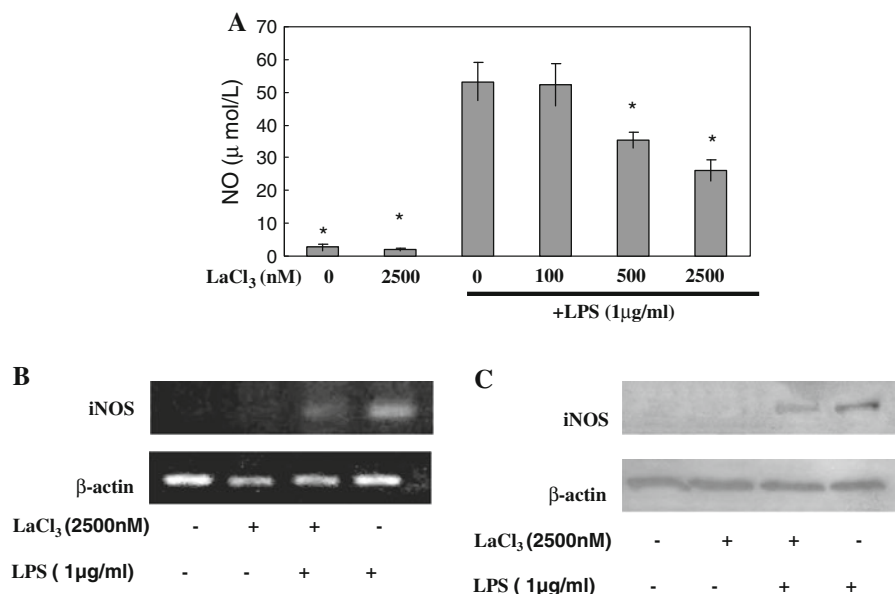 A
70
60
50
40
30
20
10
0
NO (μ mol/L)
* * * *
LaCl₃ (nM) 0 2500 0 100 500 2500
+LPS (1μg/ml)
B
iNOS
β-actin
LaCl₃ (2500nM) - + + -
LPS ( 1μg/ml) - - + +
C
iNOS
β-actin
LaCl₃ (2500nM) - + + -
LPS ( 1μg/ml) - - + +